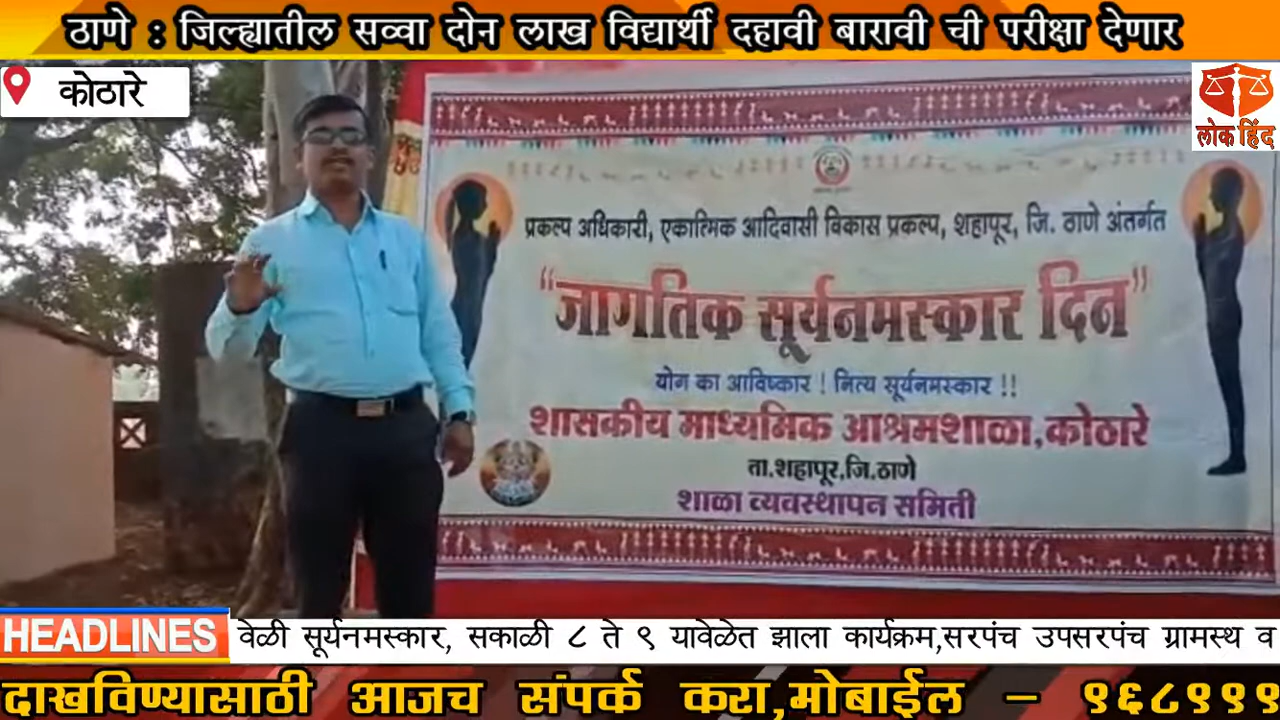 ठाणे : जिल्ह्यातील सव्वा दोन लाख विद्यार्थी दहावी बारावी ची परीक्षा देणार
कोठारे
लोक हिंद
प्रकल्प अधिकारी, एकात्मिक आदिवासी विकास प्रकल्प, शहापूर, जि. ठाणे अंतर्गत
"जागतिक सूर्यनमस्कार दिन"
योग का आविष्कार ! नित्य सूर्यनमस्कार !!
शासकीय माध्यमिक आश्रमशाळा,कोठारे
ता.शहापूर,जि.ठाणे
शाळा व्यवस्थापन समिती
HEADLINES
वेळी सूर्यनमस्कार, सकाळी ८ ते ९ यावेळेत झाला कार्यक्रम,सरपंच उपसरपंच ग्रामस्थ व
दाखविण्यासाठी आजच संपर्क करा,मोबाईल – ९६८९९९